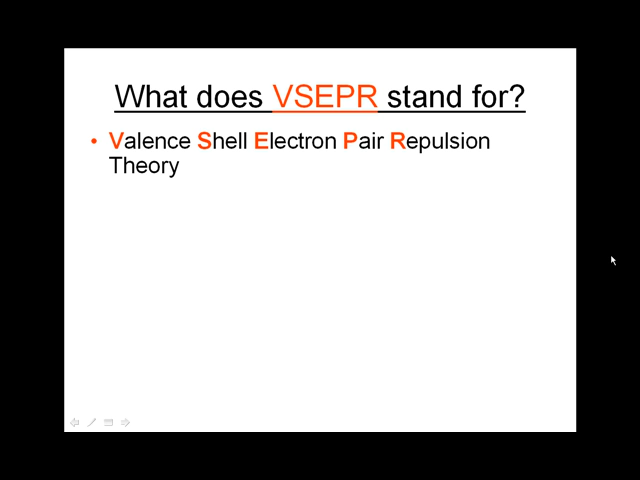 What does VSEPR stand for?
• Valence Shell Electron Pair Repulsion
Theory